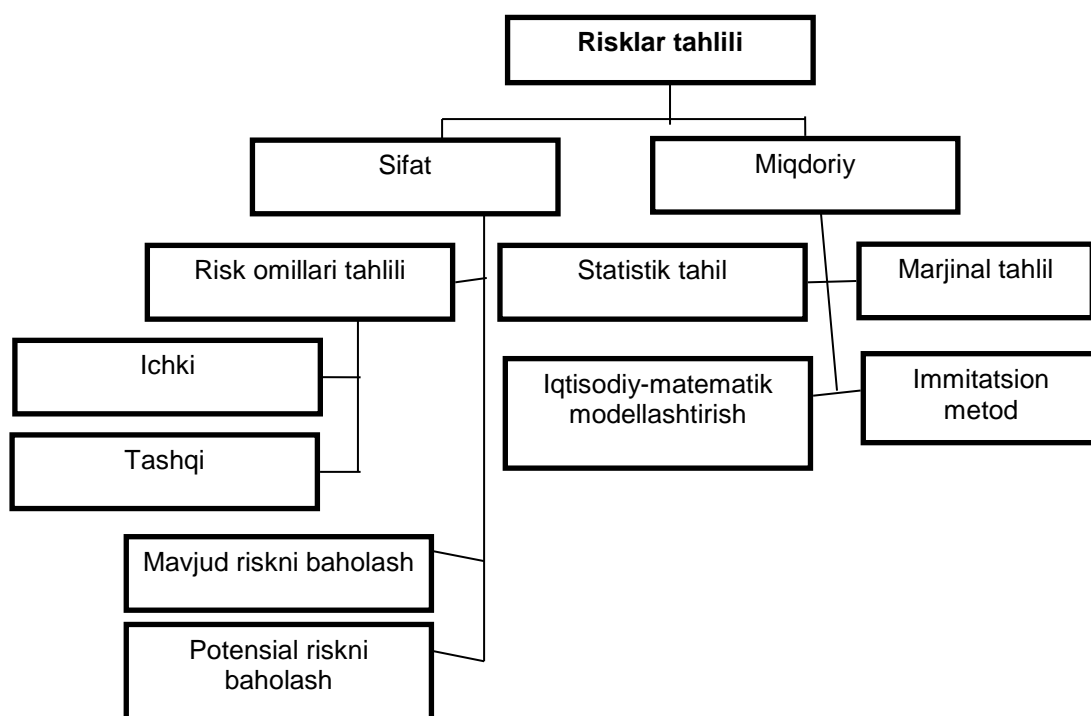 Risklar tahlili
Sifat
Miqdoriy
Risk omillari tahlili
Statistik tahil
Marjinal tahlil
Ichki
Iqtisodiy-matematik
modellashtirish
Immitatsion
metod
Tashqi
Mavjud riskni baholash
Potensial riskni
baholash